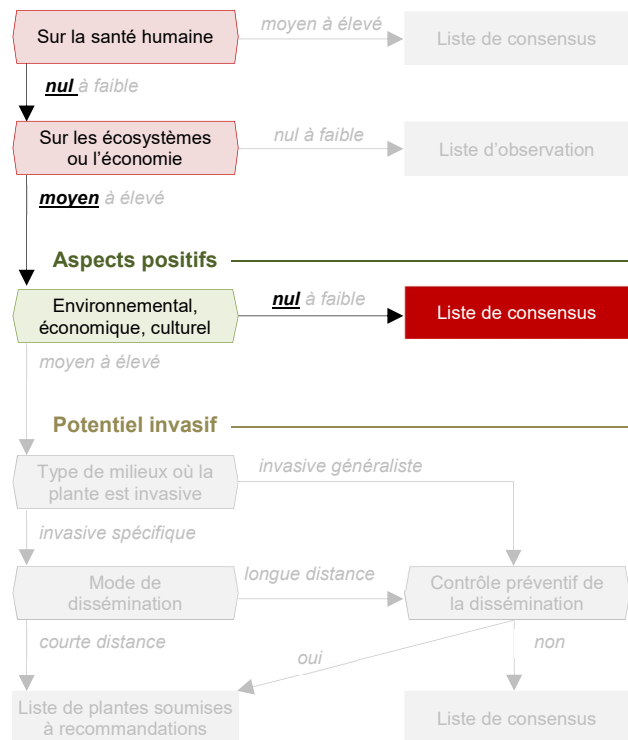 Sur la santé humaine
moyen à élevé
Liste de consensus
nul à faible
Sur les écosystèmes
ou l'économie
nul à faible
Liste d'observation
moyen à élevé
Aspects positifs
Environnemental,
économique, culturel
nul à faible
Liste de consensus
moyen à élevé
Potentiel invasif
Type de milieux où la
plante est invasive
invasive généraliste
invasive spécifique
Mode de
dissémination
longue distance
Contrôle préventif de
la dissémination
courte distance
oui
non
Liste de plantes soumises
à recommandations
Liste de consensus